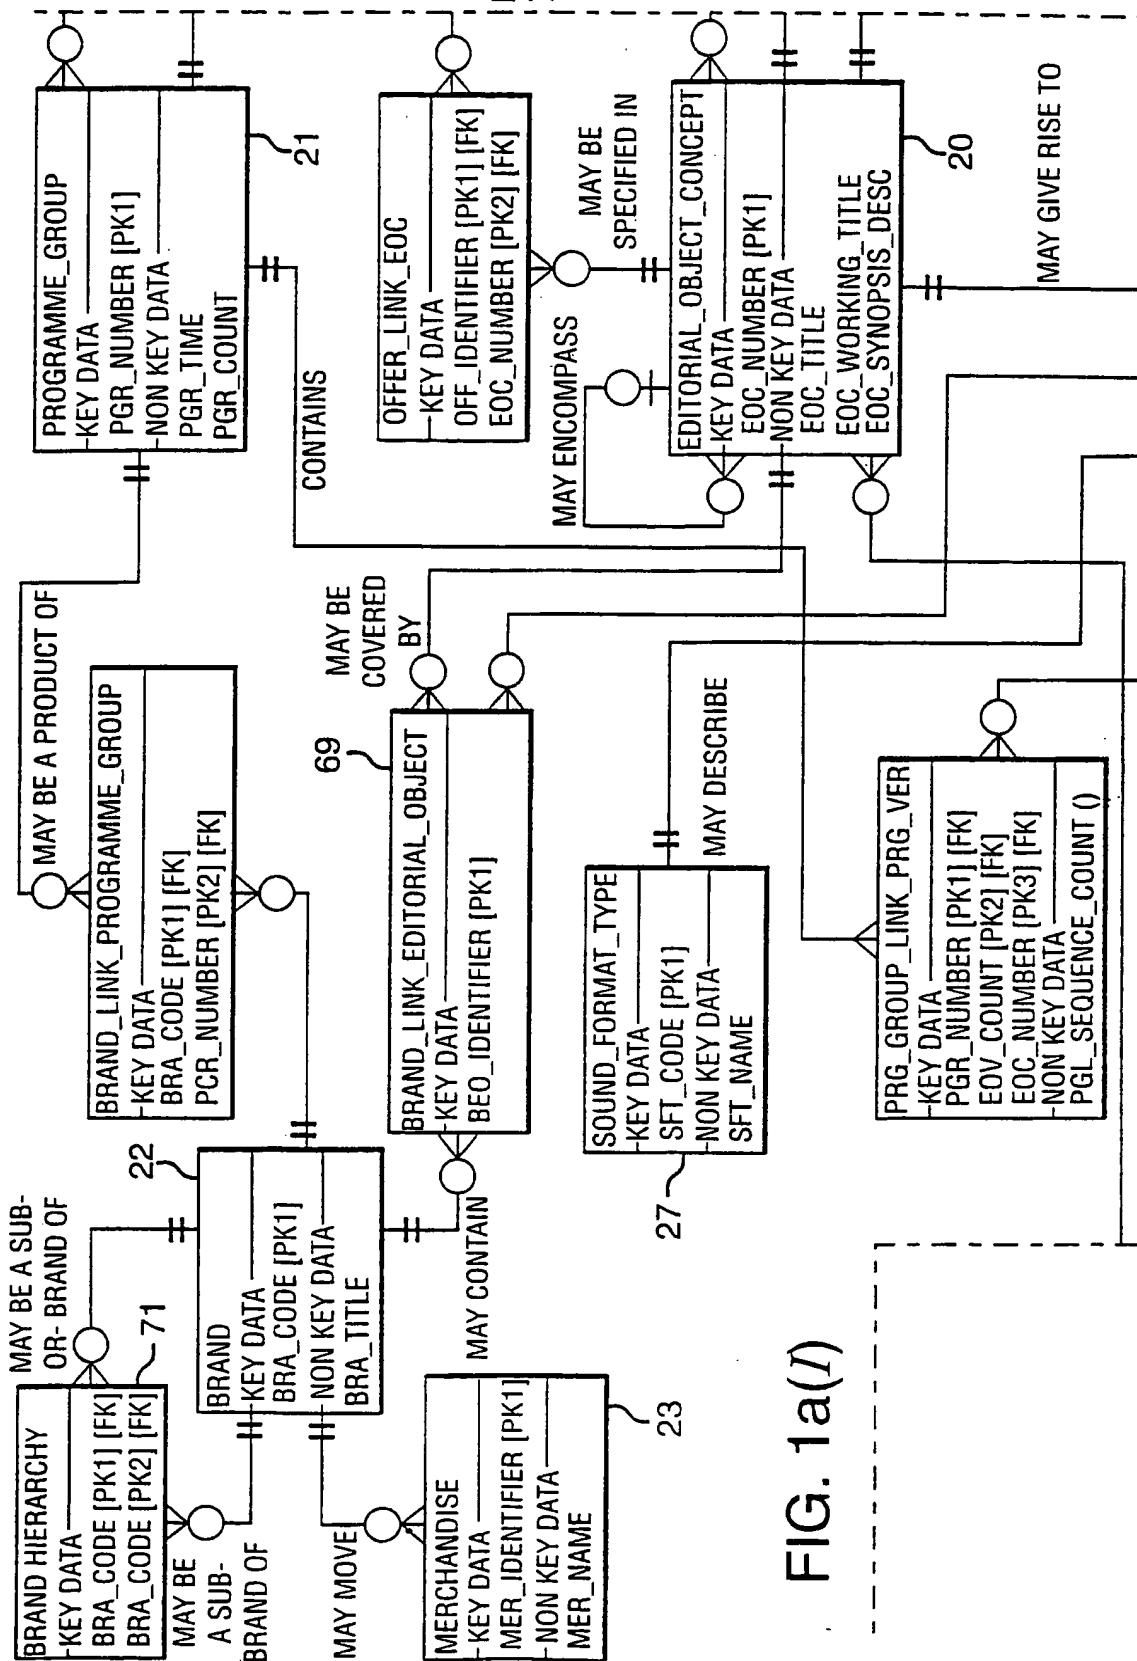 BRAND HIERARCHY
KEY DATA
BRA_CODE [PK1] [FK]
BRA_CODE [PK2] [FK]
71
MAY BE A SUB-
OR- BRAND OF
MAY BE
A SUB-
BRAND OF
BRAND
KEY DATA
BRA_CODE [PK1]
NON KEY DATA
BRA_TITLE
22
MAY MOVE
MERCHANDISE
KEY DATA
MER_IDENTIFIER [PK1]
NON KEY DATA
MER_NAME
23
MAY CONTAIN
BRAND_LINK_PROGRAMME_GROUP
KEY DATA
BRA_CODE [PK1] [FK]
PCR_NUMBER [PK2] [FK]
MAY BE A PRODUCT OF
PROGRAMME_GROUP
KEY DATA
PGR_NUMBER [PK1]
NON KEY DATA
PGR_TIME
PGR_COUNT
21
CONTAINS
BRAND_LINK_EDITORIAL_OBJECT
KEY DATA
BEO_IDENTIFIER [PK1]
69
MAY BE
COVERED
BY
OFFER_LINK_EOC
KEY DATA
OFF_IDENTIFIER [PK1] [FK]
EOC_NUMBER [PK2] [FK]
MAY BE
SPECIFIED IN
MAY ENCOMPASS
EDITORIAL_OBJECT_CONCEPT
KEY DATA
EOC_NUMBER [PK1]
NON KEY DATA
EOC_TITLE
EOC_WORKING_TITLE
EOC_SYNOPSIS_DESC
20
MAY GIVE RISE TO
SOUND_FORMAT_TYPE
KEY DATA
SFT_CODE [PK1]
NON KEY DATA
SFT_NAME
27
MAY DESCRIBE
PRG_GROUP_LINK_PRG_VER
KEY DATA
PGR_NUMBER [PK1] [FK]
EOV_COUNT [PK2] [FK]
EOC_NUMBER [PK3] [FK]
NON KEY DATA
PGL_SEQUENCE_COUNT ()
FIG. 1a(I)